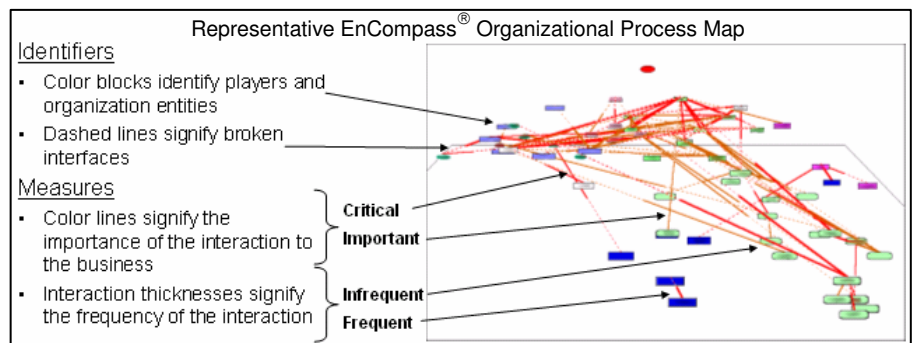 Representative EnCompass® Organizational Process Map
Identifiers
▪ Color blocks identify players and
organization entities
▪ Dashed lines signify broken
interfaces
Measures
▪ Color lines signify the
importance of the interaction to
the business
▪ Interaction thicknesses signify
the frequency of the interaction
Critical
Important
Infrequent
Frequent